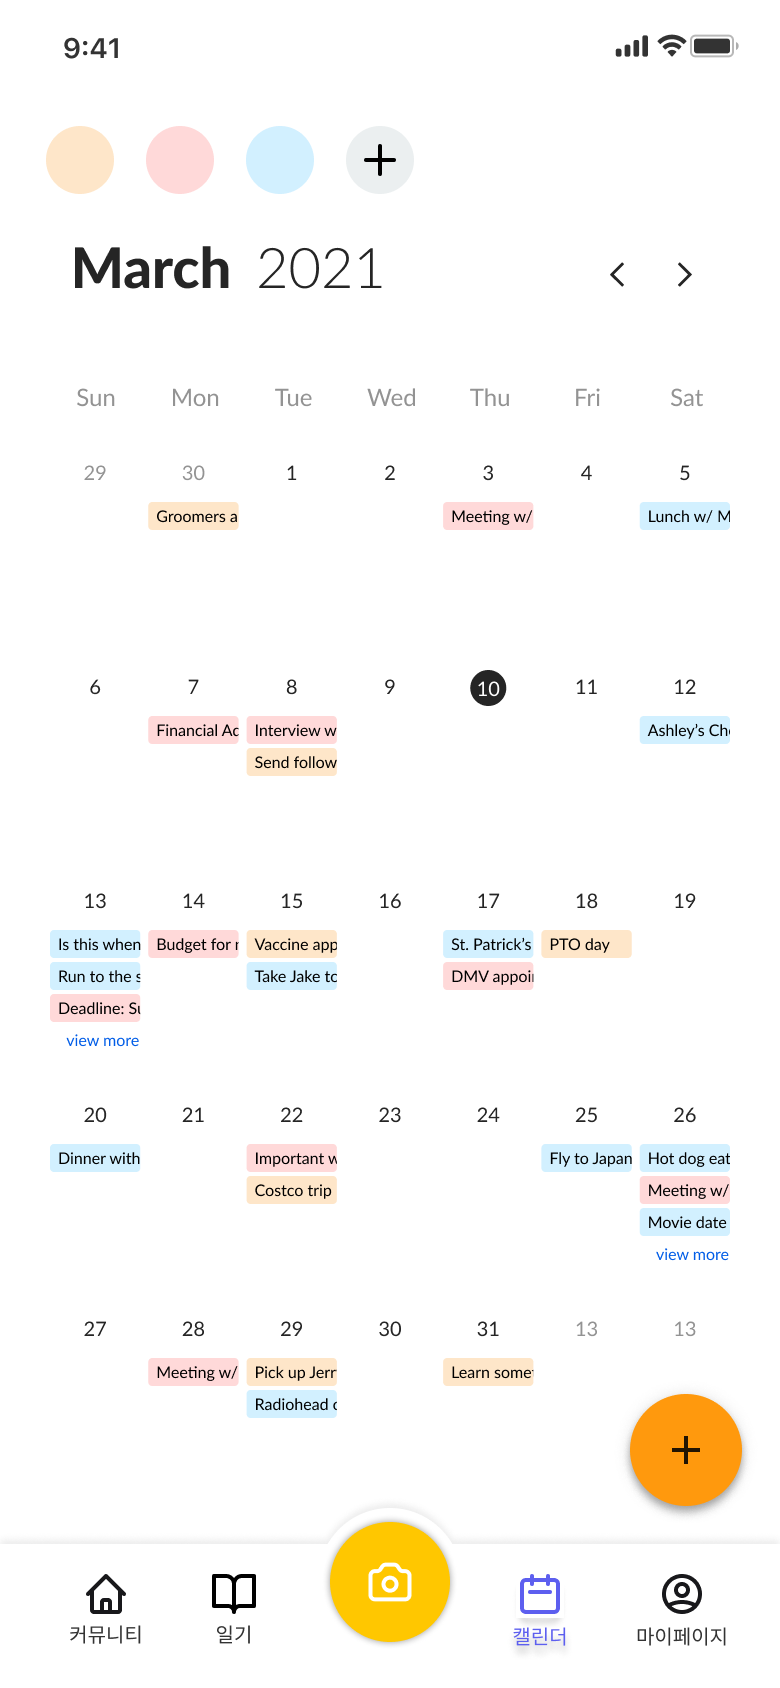 9:41
March 2021
Sun Mon Tue Wed Thu Fri Sat
29 30 1 2 3 4 5
Groomers a Meeting w/ Lunch w/ M
6 7 8 9 10 11 12
Financial Ad Interview w Ashley's Che
Send follow
13 14 15 16 17 18 19
Is this when Budget for Vaccine app St. Patrick's PTO day
Run to the s Take Jake to DMV appoin
Deadline: Su
view more
20 21 22 23 24 25 26
Dinner with Important w Fly to Japan Hot dog eat
Costco trip Meeting w/
Movie date
view more
27 28 29 30 31 13 13
Meeting w/ Pick up Jerr Learn some
Radiohead c
커뮤니티 일기 캘린더 마이페이지